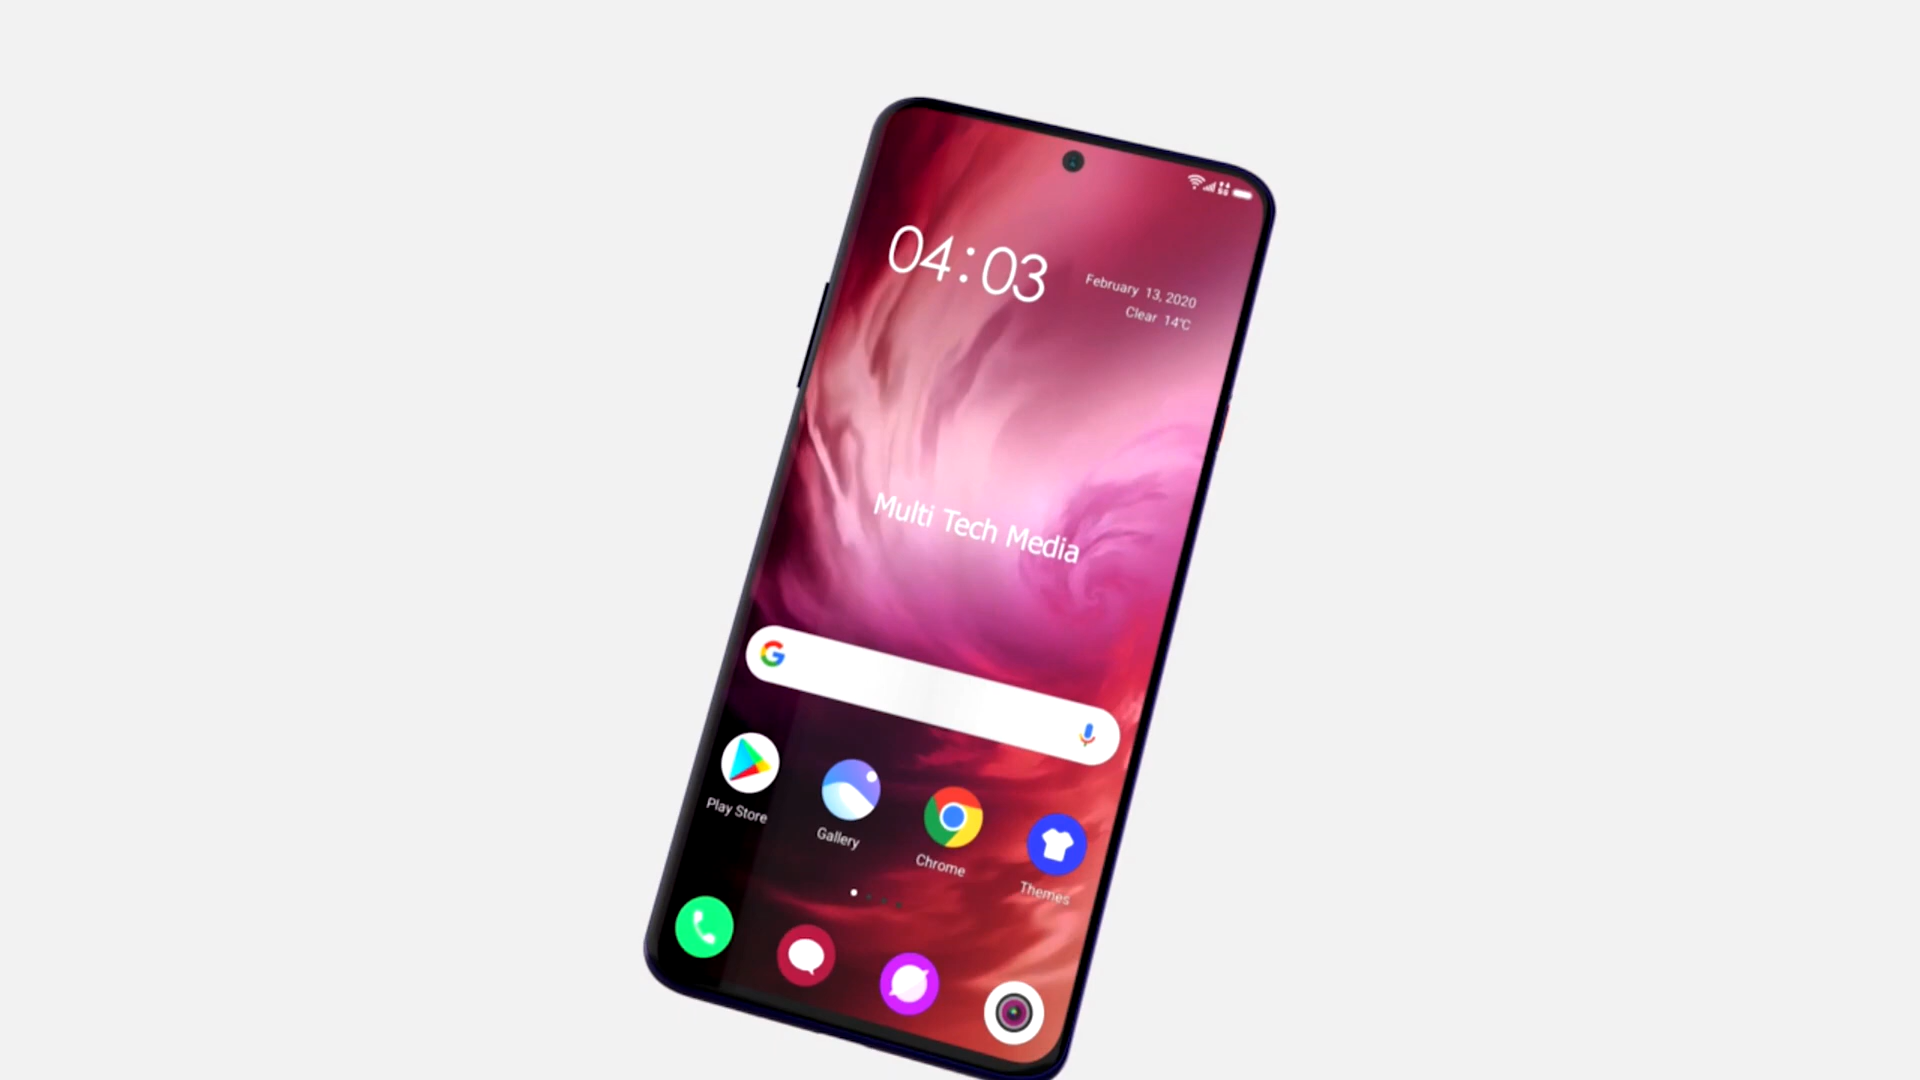 04:03
February 13, 2020
Clear 14°C
Multi Tech Media
Play Store
Gallery
Chrome
Themes